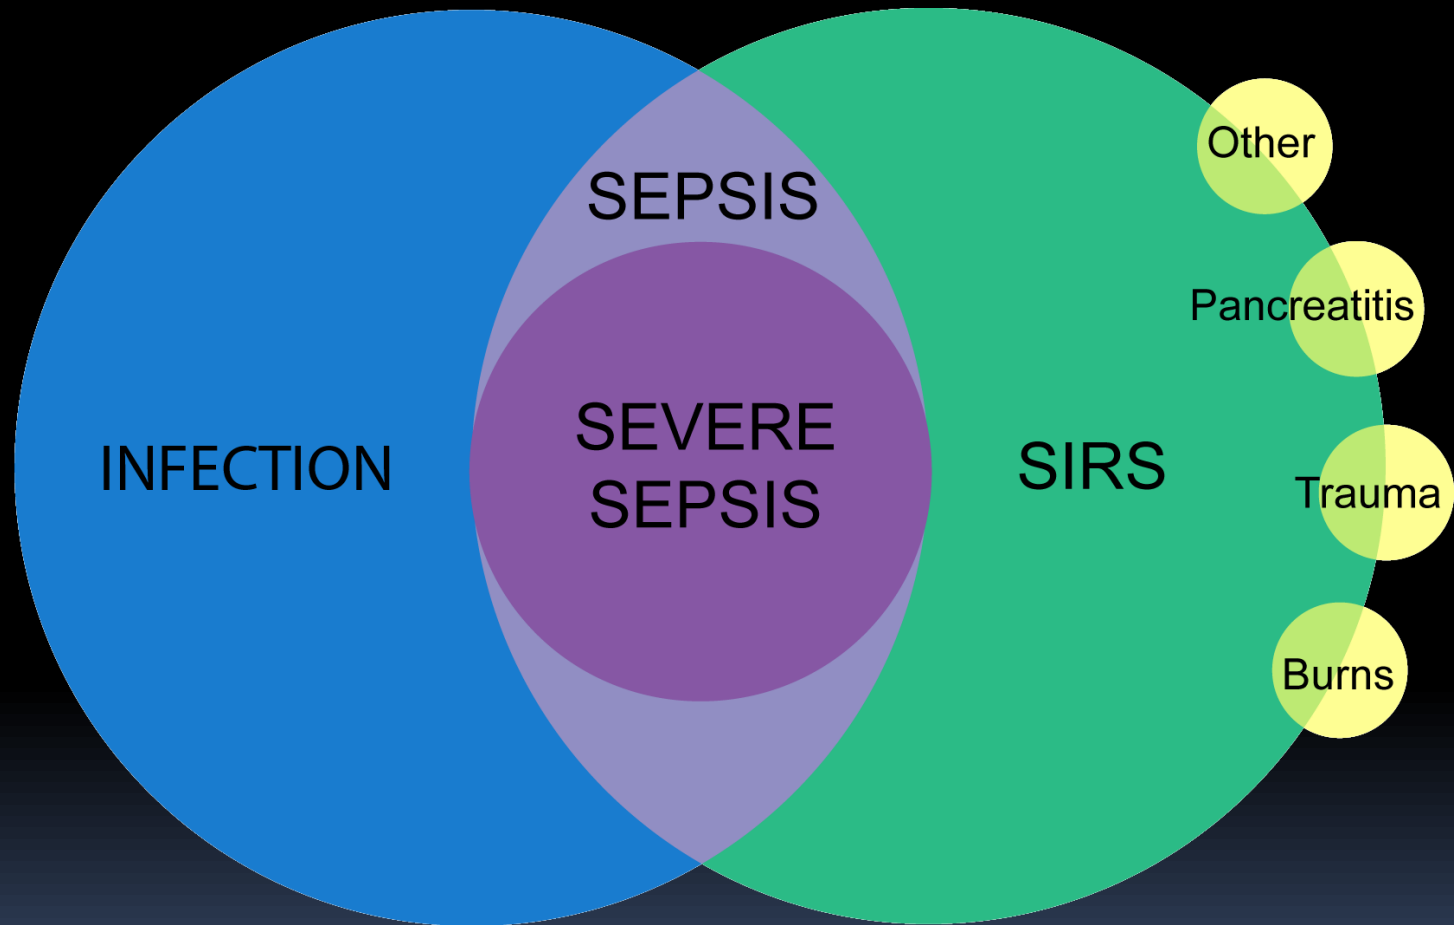 SEPSIS
INFECTION
SEVERE
SEPSIS
SIRS
Other
Pancreatitis
Trauma
Burns